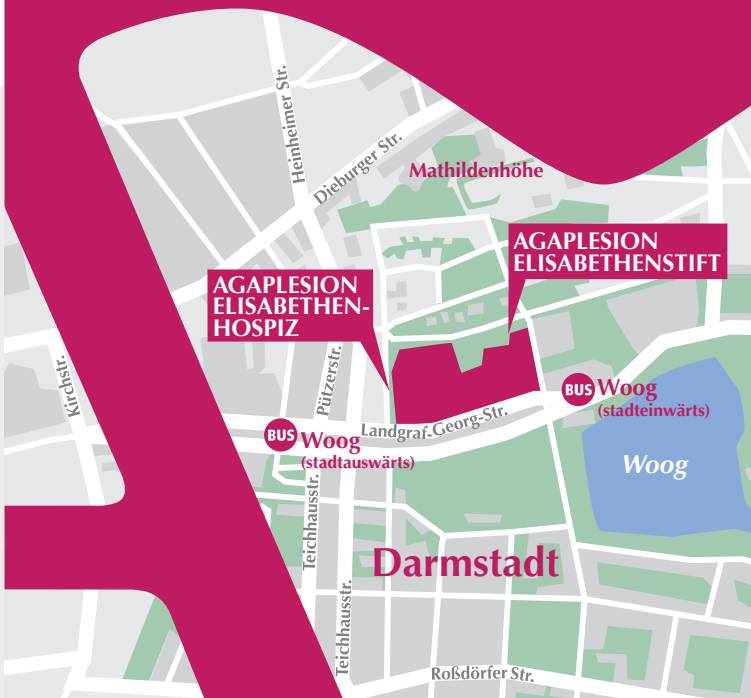 Heinheimer Str.
Dieburger Str.
Mathildenhöhe
AGAPLESION
ELISABETHENSTIFT
AGAPLESION
ELISABETHEN-
HOSPIZ
Kirchstr.
Pützerstr.
BUS Woog
(stadteinwärts)
Landgraf-Georg-Str.
BUS Woog
(stadtauswärts)
Woog
Teichhausstr.
Darmstadt
Teichhausstr.
Roßdörfer Str.